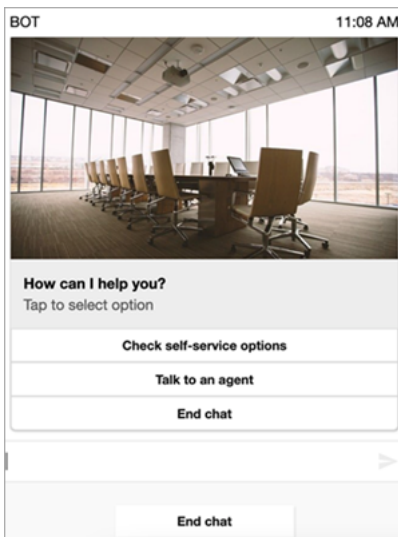 BOT 11:08 AM
How can I help you?
Tap to select option
Check self-service options
Talk to an agent
End chat
End chat